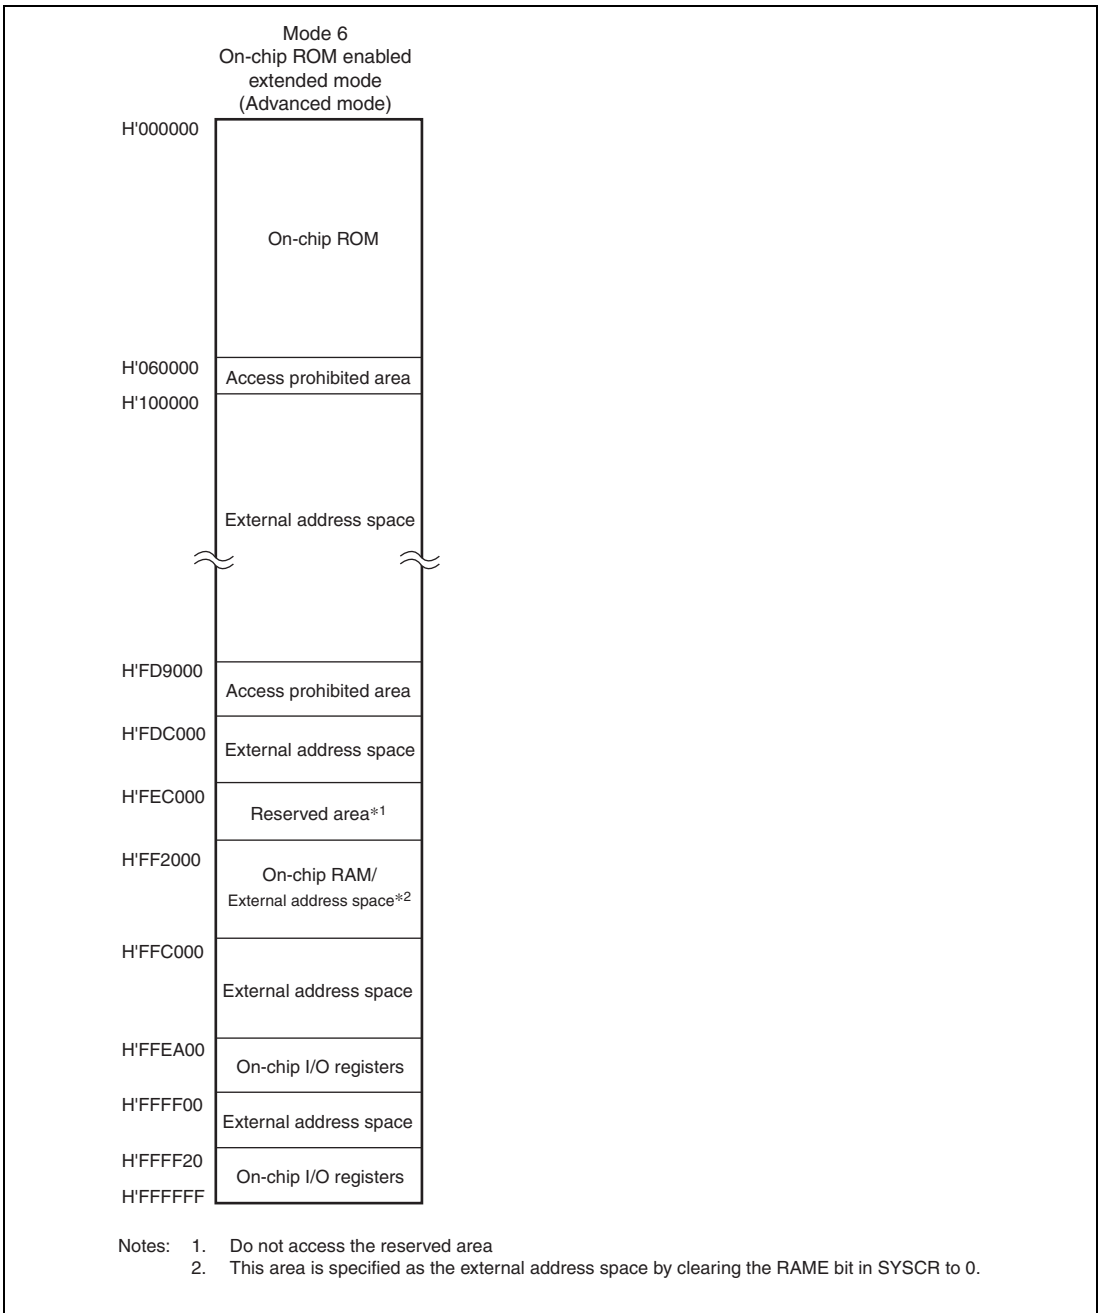 Mode 6
On-chip ROM enabled
extended mode
(Advanced mode)
H'000000
On-chip ROM
H'060000
Access prohibited area
H'100000
External address space
H'FD9000
Access prohibited area
H'FDC000
External address space
H'FEC000
Reserved area*1
H'FF2000
On-chip RAM/
External address space*2
H'FFC000
External address space
H'FFEA00
On-chip I/O registers
H'FFFF00
External address space
H'FFFF20
On-chip I/O registers
H'FFFFFF
Notes: 1. Do not access the reserved area
2. This area is specified as the external address space by clearing the RAME bit in SYSCR to 0.